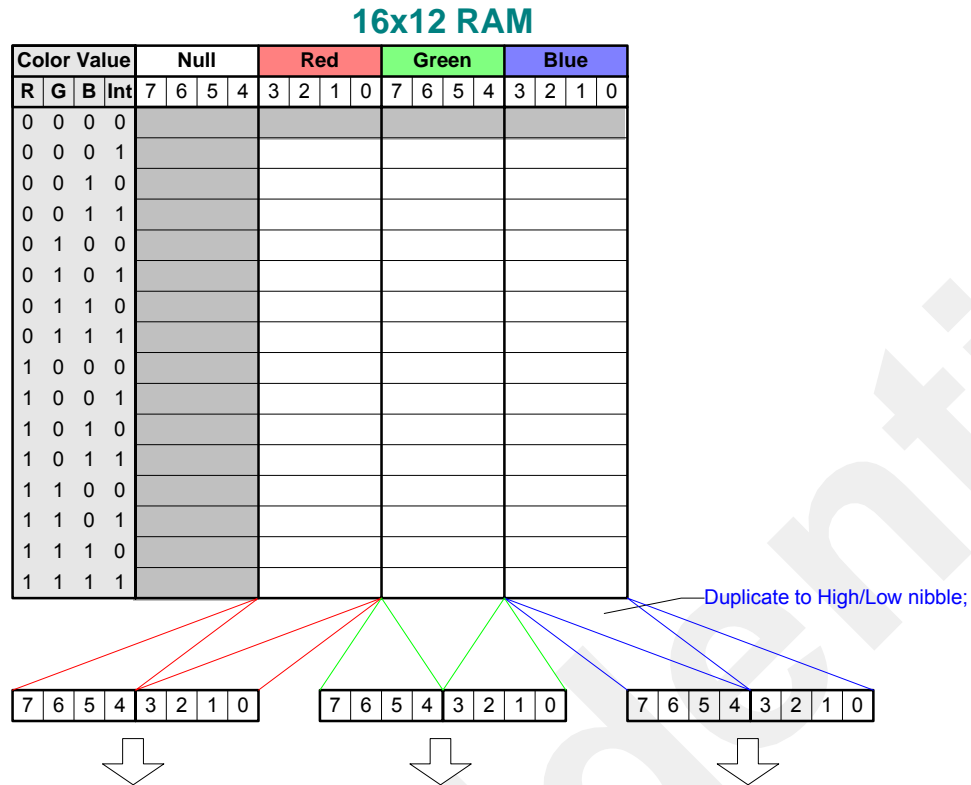 16x12 RAM
Color Value Null Red Green Blue
R G B Int 7 6 5 4 3 2 1 0 7 6 5 4 3 2 1 0
0 0 0 0
0 0 0 1
0 0 1 0
0 0 1 1
0 1 0 0
0 1 0 1
0 1 1 0
0 1 1 1
1 0 0 0
1 0 0 1
1 0 1 0
1 0 1 1
1 1 0 0
1 1 0 1
1 1 1 0
1 1 1 1
Duplicate to High/Low nibble;
7 6 5 4 3 2 1 0 7 6 5 4 3 2 1 0 7 6 5 4 3 2 1 0
denti